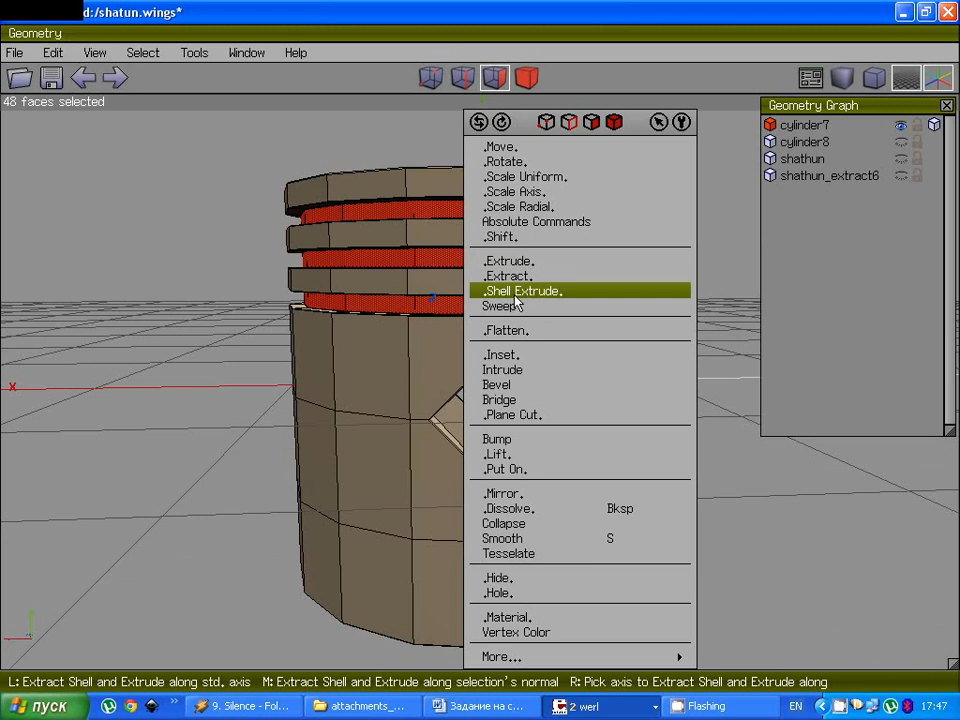 d:/shatun.wings*
Geometry
File Edit View Select Tools Window Help
48 faces selected
Geometry Graph
cylinder7
cylinder8
shathun
shathun_extract6
.Move.
.Rotate.
.Scale Uniform.
.Scale Axis.
.Scale Radial.
Absolute Commands
.Shift.
.Extrude.
.Extract.
.Shell Extrude.
Sweep
.Flatten.
.Inset.
Intrude
Bevel
Bridge
.Plane Cut.
Bump
.Lift.
.Put On.
.Mirror.
.Dissolve. Bksp
Collapse
Smooth S
Tesselate
.Hide.
.Hole.
.Material.
Vertex Color
More...
X
Z
L: Extract Shell and Extrude along std. axis M: Extract Shell and Extrude along selection's normal R: Pick axis to Extract Shell and Extrude along
пуск 9. Silence - Fol... attachments_... Задание на с... 2 werl Flashing EN 17:47